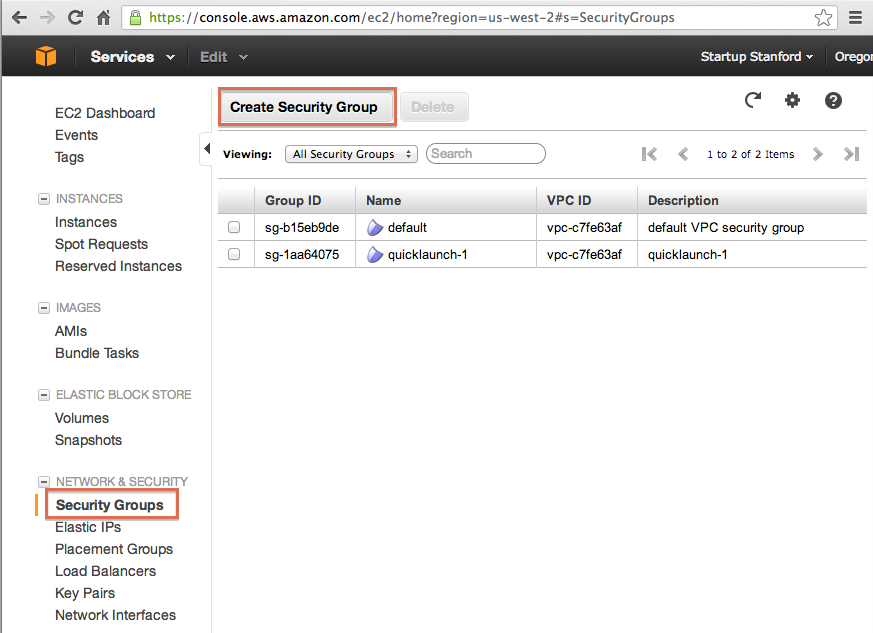 https://console.aws.amazon.com/ec2/home?region=us-west-2#s=SecurityGroups
Services Edit Startup Stanford
EC2 Dashboard
Events
Tags
INSTANCES
Instances
Spot Requests
Reserved Instances
IMAGES
AMIs
Bundle Tasks
ELASTIC BLOCK STORE
Volumes
Snapshots
NETWORK & SECURITY
Security Groups
Elastic IPs
Placement Groups
Load Balancers
Key Pairs
Network Interfaces
Create Security Group Delete
Viewing: All Security Groups Search 1 to 2 of 2 Items
Group ID Name VPC ID Description
sg-b15eb9de default vpc-c7fe63af default VPC security group
sg-1aa64075 quicklaunch-1 vpc-c7fe63af quicklaunch-1